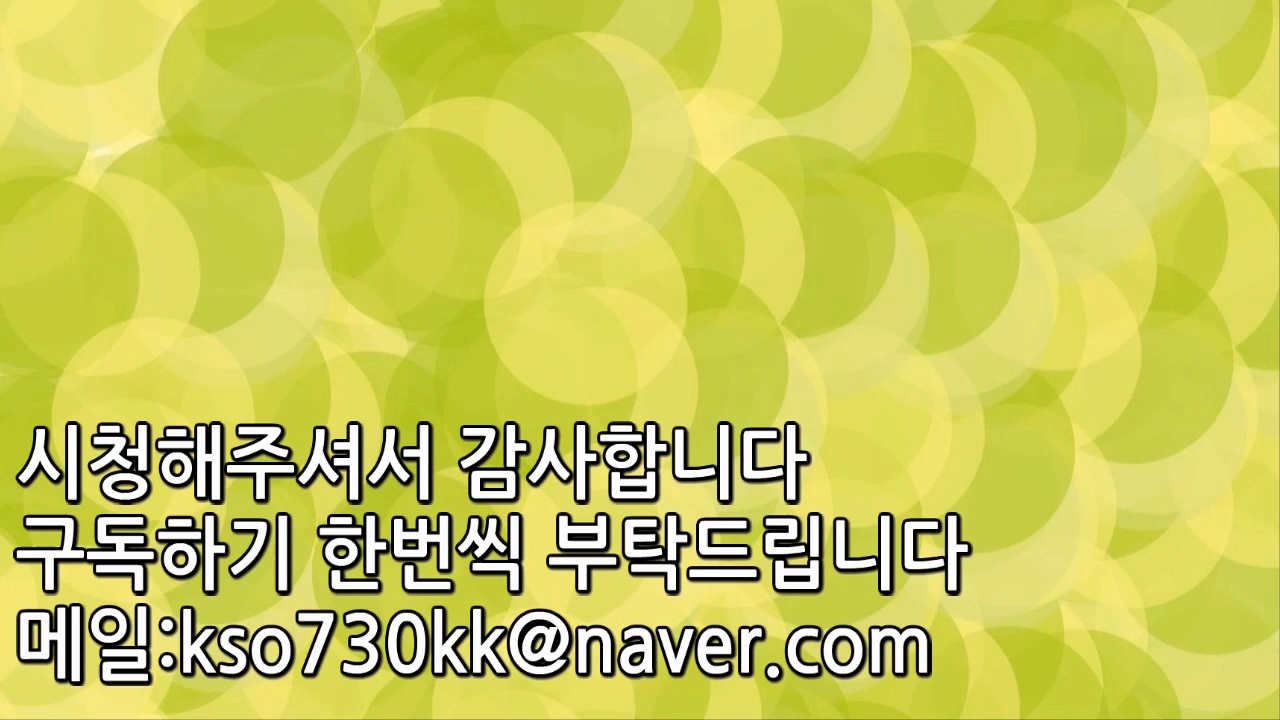 시청해주셔서 감사합니다
구독하기 한번씩 부탁드립니다
메일:kso730kk@naver.com